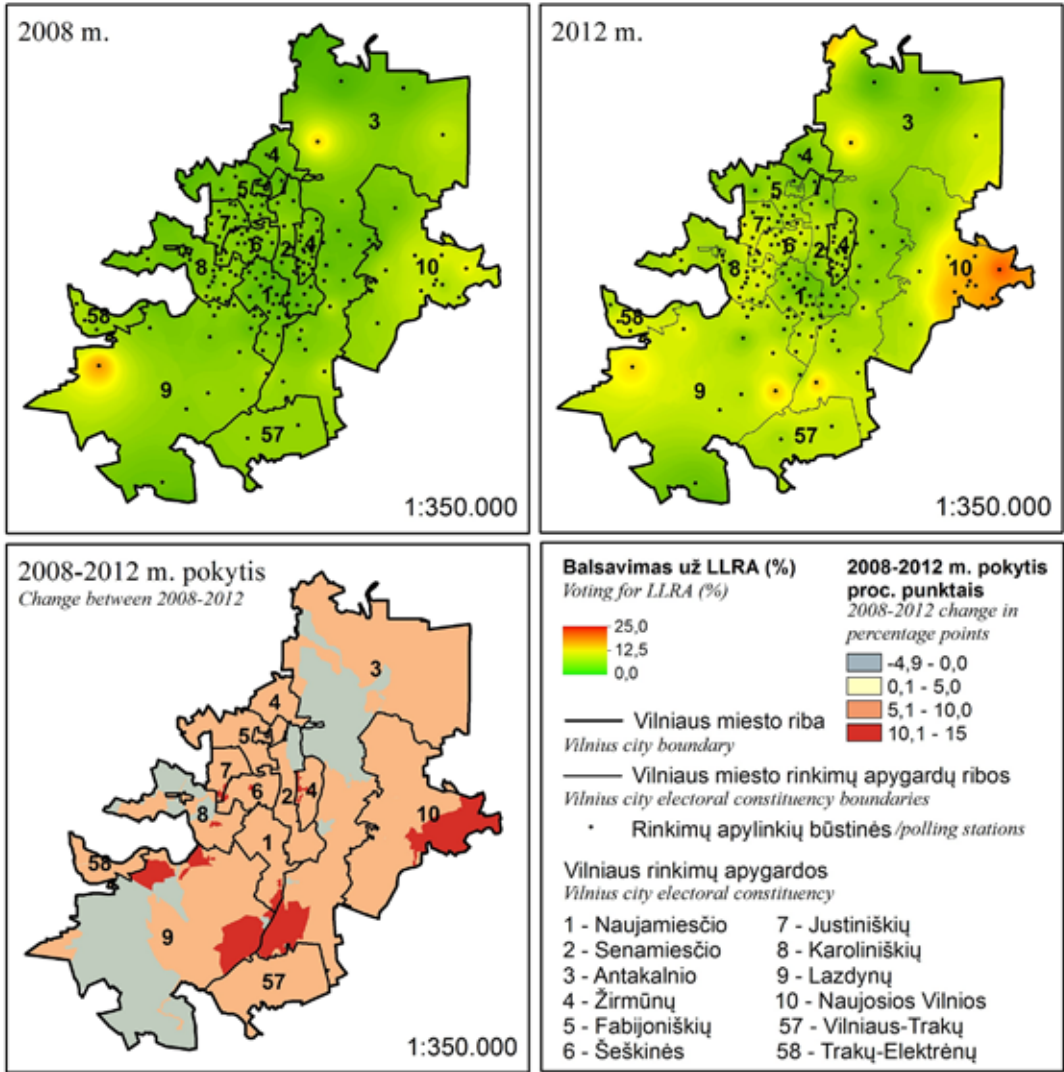 2008 m.
3
4
5
4
1
7
6
2
4
8
10
1
58
9
57
1:350.000
2012 m.
3
4
5
1
7
6
2
4
8
10
1
58
9
57
1:350.000
2008-2012 m. pokytis
Change between 2008-2012
3
4
5
4
1
7
6
2
4
8
10
1
58
9
57
1:350.000
Balsavimas už LLRA (%)
Voting for LLRA (%)
25,0
12,5
0,0
2008-2012 m. pokytis
proc. punktais
2008-2012 change in
percentage points
-4,9 - 0,0
0,1 - 5,0
5,1 - 10,0
10,1 - 15
Vilniaus miesto riba
Vilnius city boundary
Vilniaus miesto rinkimų apygardų ribos
Vilnius city electoral constituency boundaries
Rinkimų apylinkių būstinės /polling stations
Vilniaus rinkimų apygardos
Vilnius city electoral constituency
1 - Naujamiesčio
2 - Senamiesčio
3 - Antakalnio
4 - Žirmūnų
5 - Fabijoniškių
6 - Šeškinės
7 - Justiniškių
8 - Karoliniškių
9 - Lazdynų
10 - Naujosios Vilnios
57 - Vilniaus-Trakų
58 - Trakų-Elektrėnų